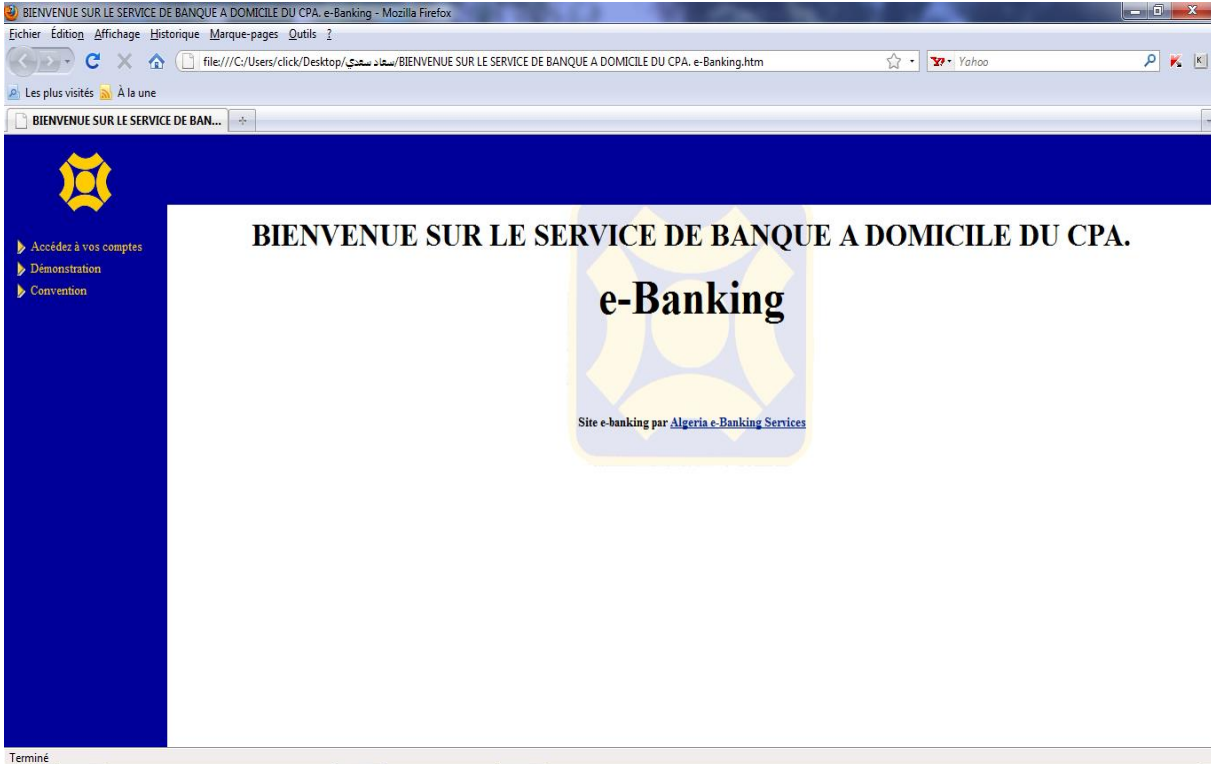 BIENVENUE SUR LE SERVICE DE BANQUE A DOMICILE DU CPA. e-Banking - Mozilla Firefox
Fichier Édition Affichage Historique Marque-pages Outils ?
file:///C:/Users/click/Desktop/سعاد سعدي/BIENVENUE SUR LE SERVICE DE BANQUE A DOMICILE DU CPA. e-Banking.htm Yahoo
Les plus visités À la une
BIENVENUE SUR LE SERVICE DE BAN...
BIENVENUE SUR LE SERVICE DE BANQUE A DOMICILE DU CPA.
Accédez à vos comptes
Démonstration
Convention
e-Banking
Site e-banking par Algeria e-Banking Services
Terminé